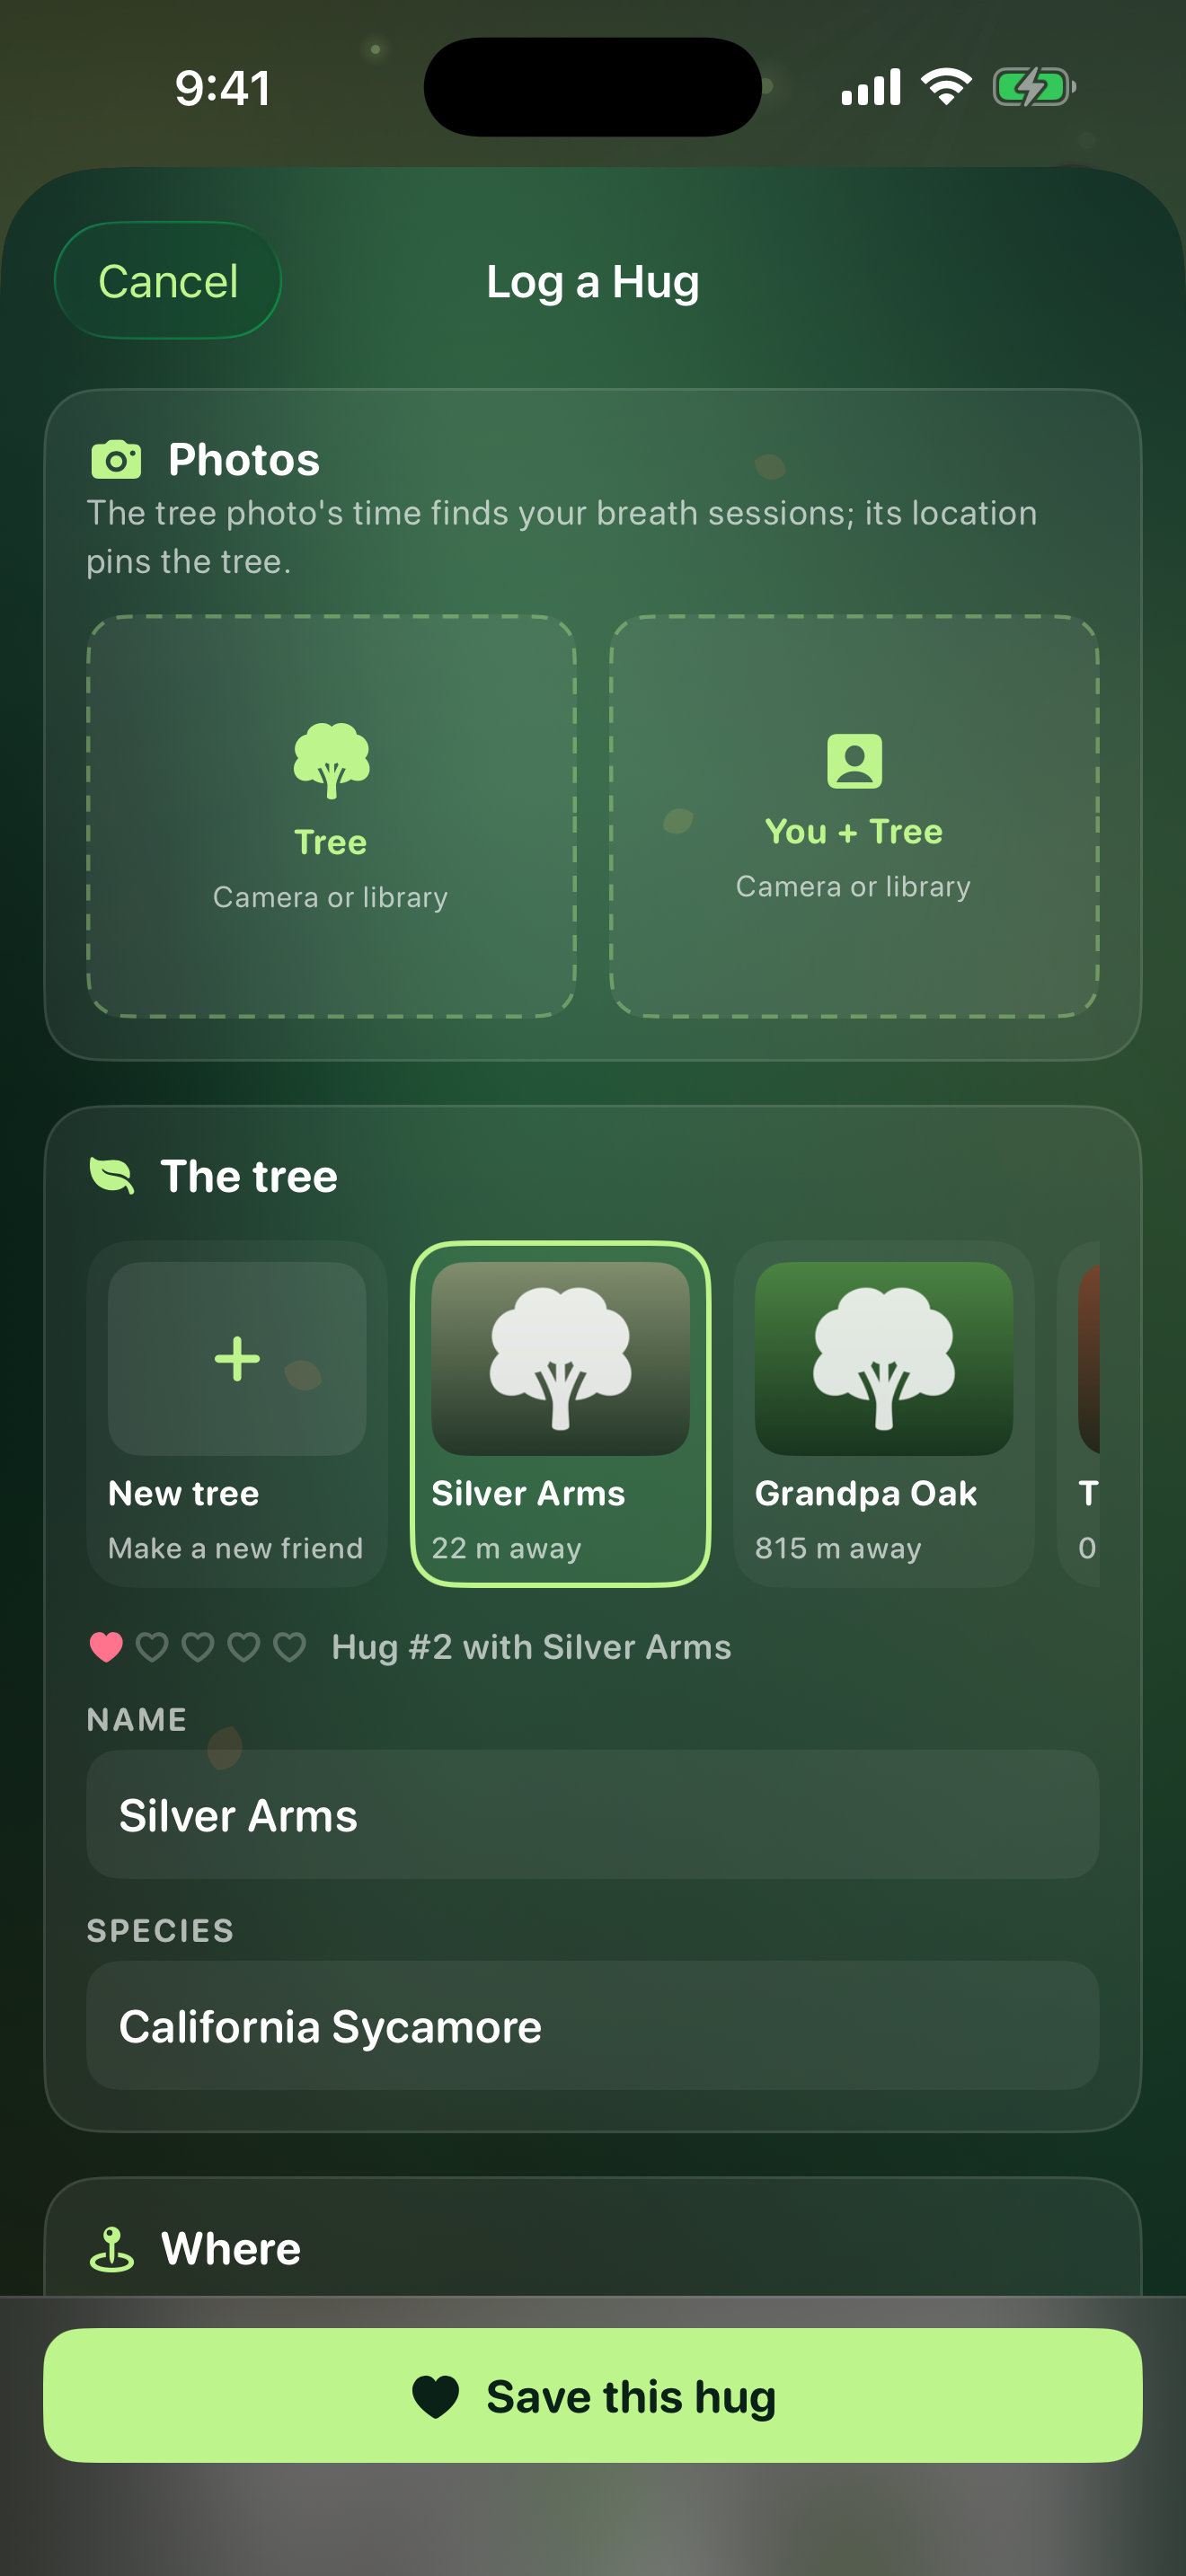 9:41
Cancel
Log a Hug
Photos
The tree photo's time finds your breath sessions; its location
pins the tree.
Tree
Camera or library
You + Tree
Camera or library
The tree
New tree
Make a new friend
Silver Arms
22 m away
Grandpa Oak
815 m away
T
0
Hug #2 with Silver Arms
NAME
Silver Arms
SPECIES
California Sycamore
Where
Save this hug